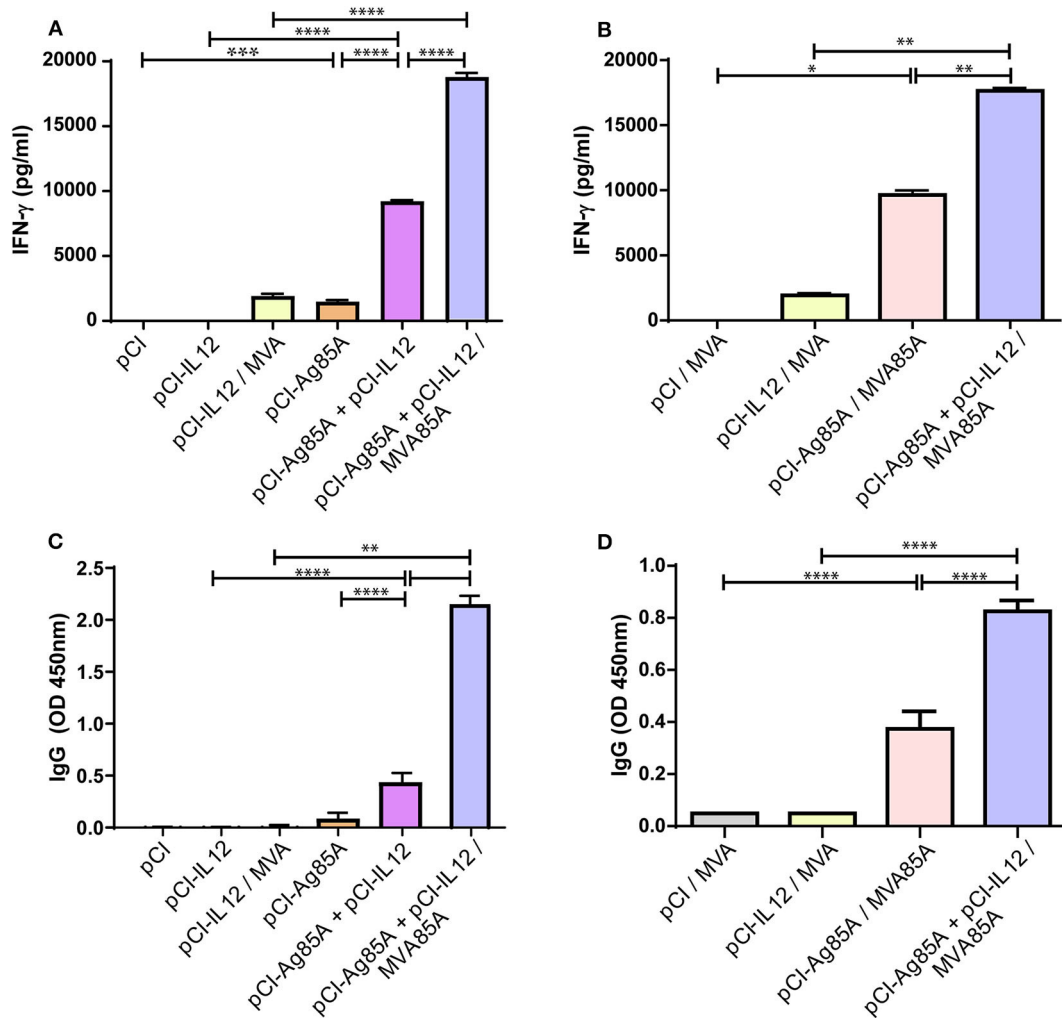 A
****
****
*** **** ****
20000
15000
10000
5000
0
IFN-γ (pg/ml)
pCI
pCI-IL12
pCI-IL12 / MVA
pCI-Ag85A
pCI-Ag85A + pCI-IL12
pCI-Ag85A + pCI-IL12 /
MVA85A
B
**
* **
20000
15000
10000
5000
0
IFN-γ (pg/ml)
pCI / MVA
pCI-IL12 / MVA
pCI-Ag85A / MVA85A
pCI-Ag85A + pCI-IL12 /
MVA85A
C
**
****
****
2.5
2.0
1.5
1.0
0.5
0.0
IgG (OD 450nm)
pCI
pCI-IL12
pCI-IL12 / MVA
pCI-Ag85A
pCI-Ag85A + pCI-IL12
pCI-Ag85A + pCI-IL12 /
MVA85A
D
****
**** ****
1.0
0.8
0.6
0.4
0.2
0.0
IgG (OD 450nm)
pCI / MVA
pCI-IL12 / MVA
pCI-Ag85A / MVA85A
pCI-Ag85A + pCI-IL12 /
MVA85A